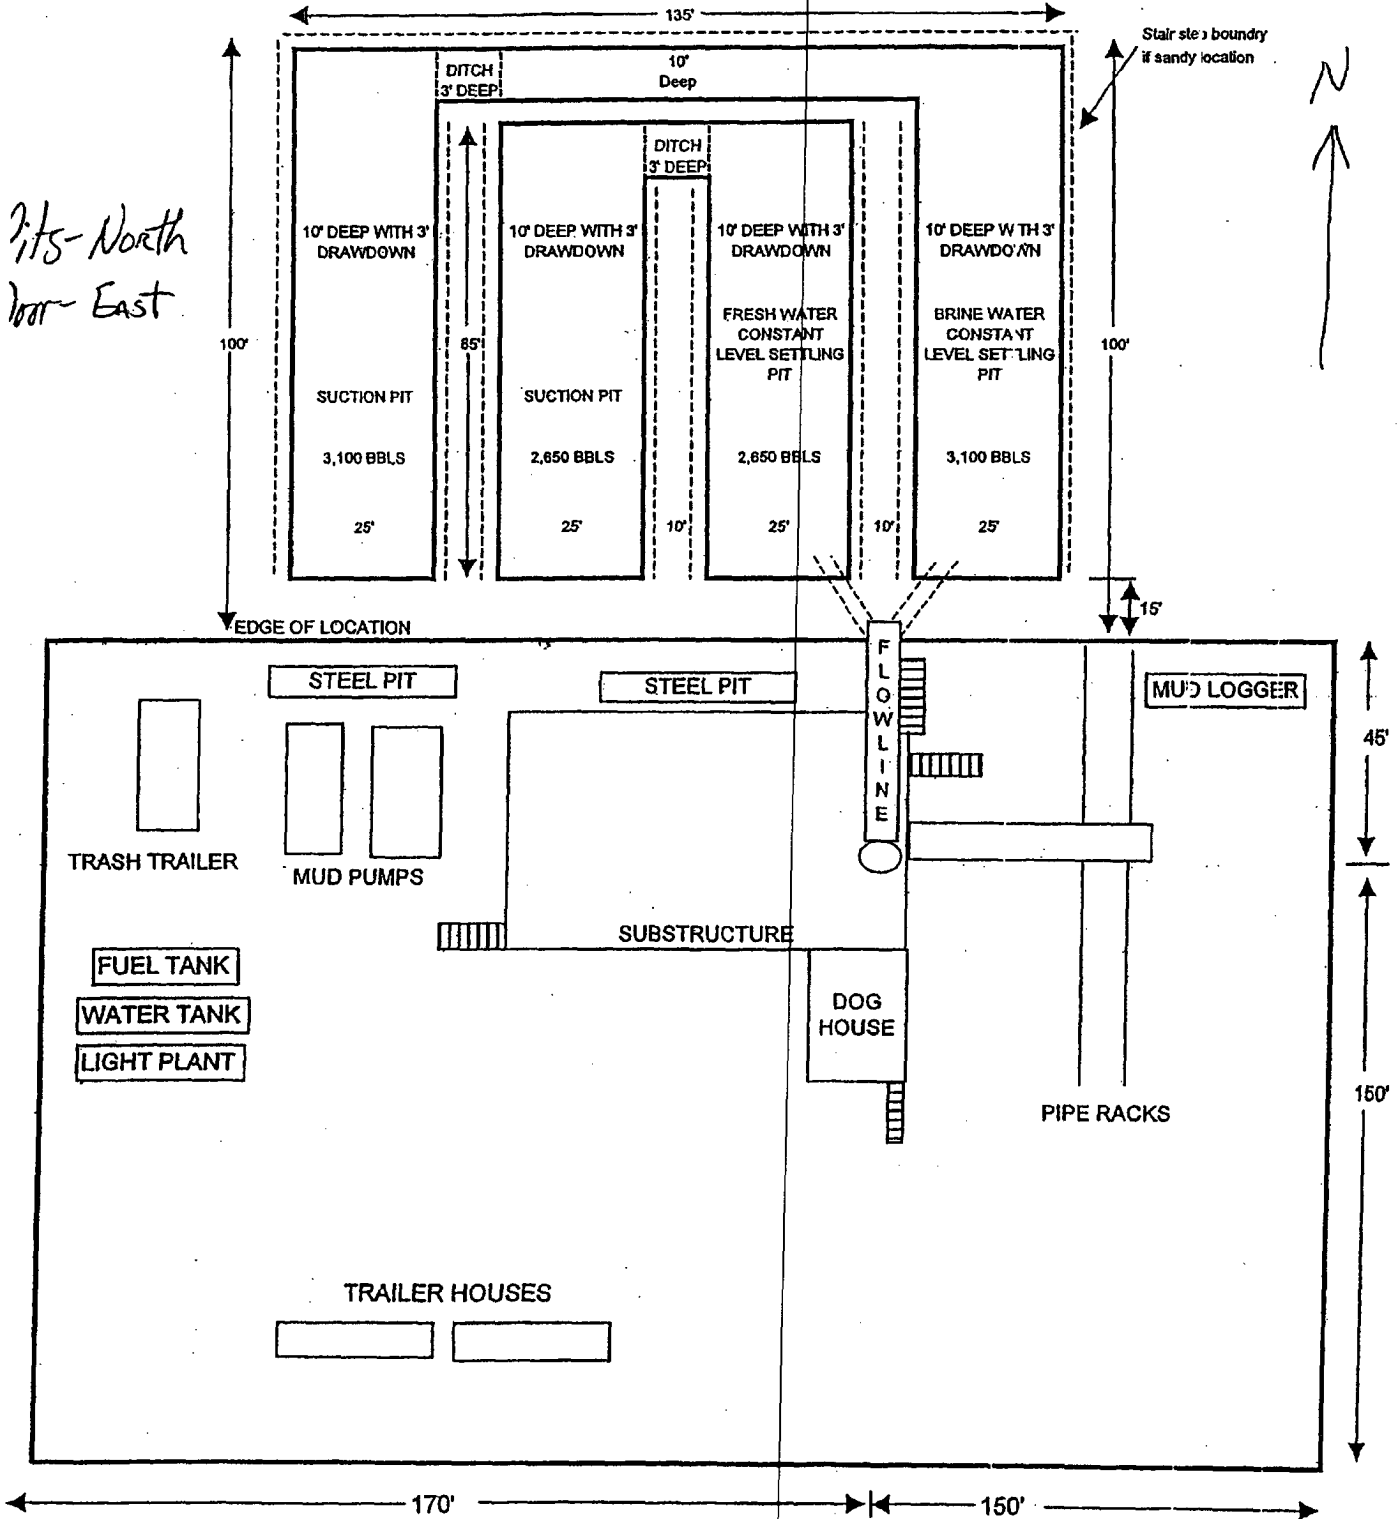 135'
Stair step boundry
if sandy location
N
DITCH
3' DEEP
10'
Deep
DITCH
3' DEEP
Pits - North
East
10' DEEP WITH 3'
DRAWDOWN
10' DEEP WITH 3'
DRAWDOWN
10' DEEP WITH 3'
DRAWDOWN
10' DEEP WITH 3'
DRAWDOWN
100'
85'
FRESH WATER
CONSTANT
LEVEL SETTLING
PIT
BRINE WATER
CONSTANT
LEVEL SETTLING
PIT
100'
SUCTION PIT
SUCTION PIT
3,100 BBLS
2,650 BBLS
2,650 BBLS
3,100 BBLS
25'
25'
10'
25'
10'
25'
15'
EDGE OF LOCATION
STEEL PIT
STEEL PIT
FLOWLINE
MUD LOGGER
45'
TRASH TRAILER
MUD PUMPS
SUBSTRUCTURE
FUEL TANK
WATER TANK
LIGHT PLANT
DOG
HOUSE
PIPE RACKS
150'
TRAILER HOUSES
170'
150'